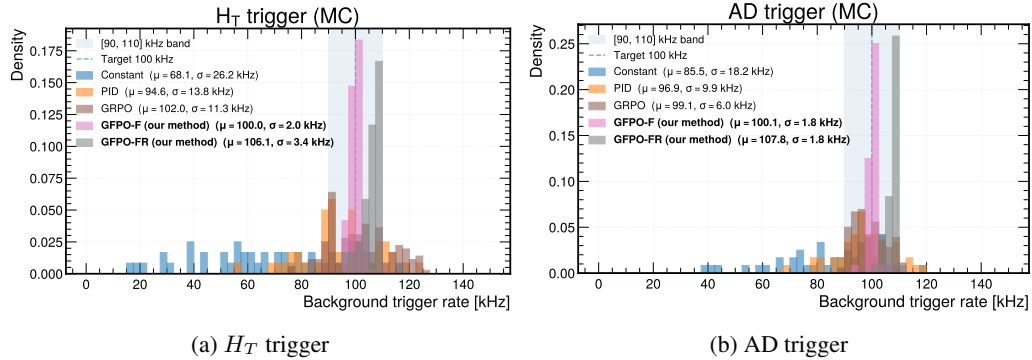 H_T trigger (MC)
Density
0.175
0.150
0.125
0.100
0.075
0.050
0.025
0.000
[90, 110] kHz band
Target 100 kHz
Constant (μ = 68.1, σ = 26.2 kHz)
PID (μ = 94.6, σ = 13.8 kHz)
GRPO (μ = 102.0, σ = 11.3 kHz)
GFPO-F (our method) (μ = 100.0, σ = 2.0 kHz)
GFPO-FR (our method) (μ = 106.1, σ = 3.4 kHz)
0 20 40 60 80 100 120 140
Background trigger rate [kHz]
(a) H_T trigger
AD trigger (MC)
Density
0.25
0.20
0.15
0.10
0.05
0.00
[90, 110] kHz band
Target 100 kHz
Constant (μ = 85.5, σ = 18.2 kHz)
PID (μ = 96.9, σ = 9.9 kHz)
GRPO (μ = 99.1, σ = 6.0 kHz)
GFPO-F (our method) (μ = 100.1, σ = 1.8 kHz)
GFPO-FR (our method) (μ = 107.8, σ = 1.8 kHz)
0 20 40 60 80 100 120 140
Background trigger rate [kHz]
(b) AD trigger